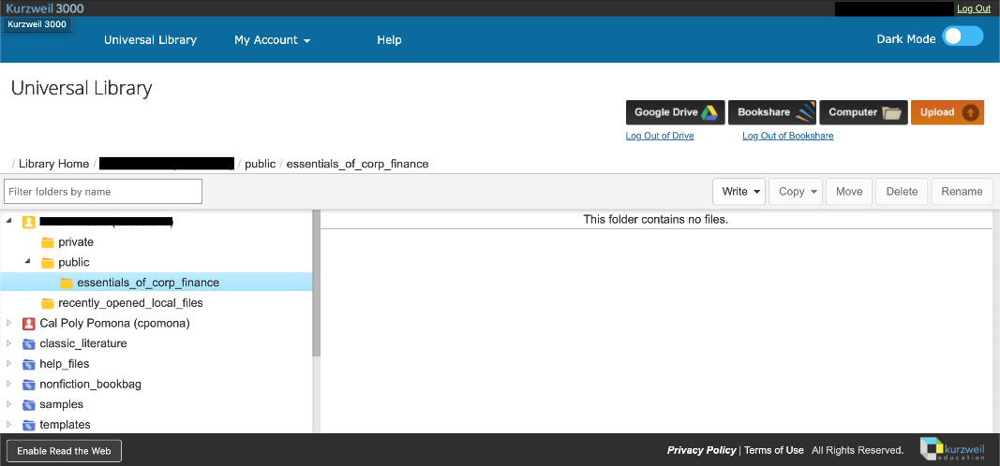 Kurzweil 3000
Log Out
Kurzweil 3000
Universal Library My Account Help Dark Mode
Universal Library
Google Drive Bookshare Computer Upload
Log Out of Drive Log Out of Bookshare
/ Library Home / / public / essentials_of_corp_finance
Filter folders by name Write Copy Move Delete Rename
This folder contains no files.
private
public
essentials_of_corp_finance
recently_opened_local_files
Cal Poly Pomona (cpomona)
classic_literature
help_files
nonfiction_bookbag
samples
templates
Enable Read the Web Privacy Policy | Terms of Use All Rights Reserved. kurzweil
education